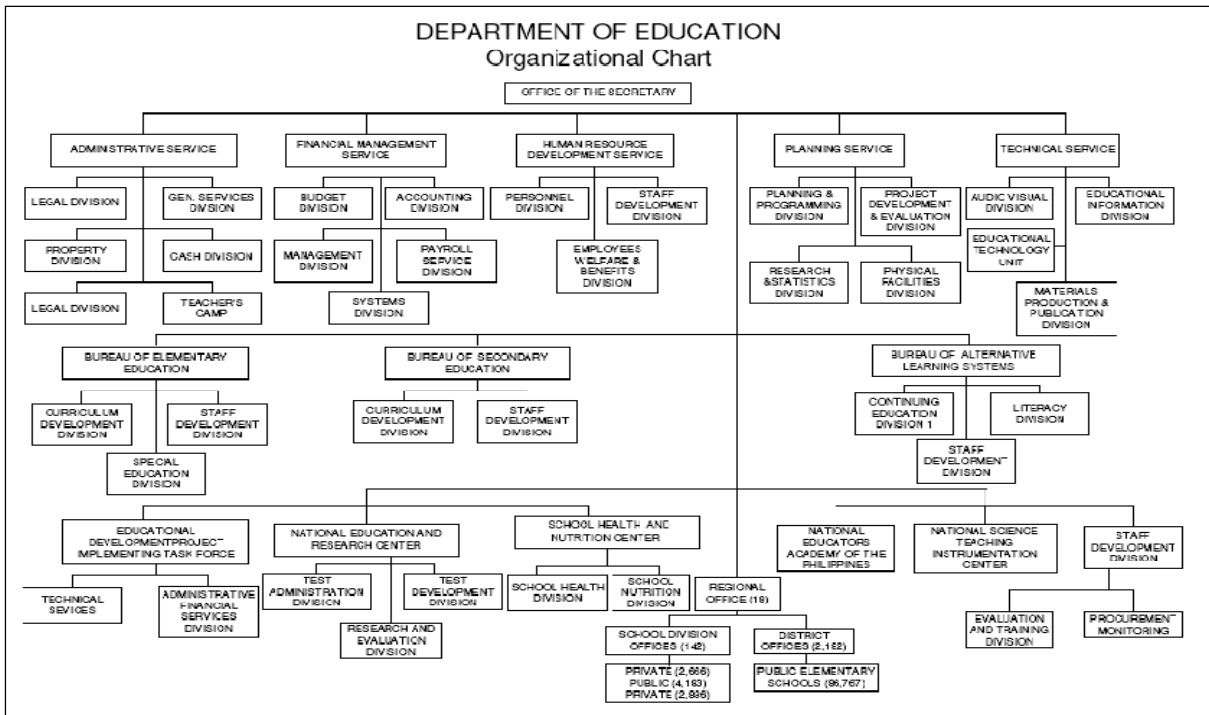 DEPARTMENT OF EDUCATION
Organizational Chart
OFFICE OF THE SECRETARY
ADMINISTRATIVE SERVICE
FINANCIAL MANAGEMENT
SERVICE
HUMAN RESOURCE
DEVELOPMENT SERVICE
PLANNING SERVICE
TECHNICAL SERVICE
LEGAL DIVISION
GEN. SERVICES
DIVISION
BUDGET
DIVISION
ACCOUNTING
DIVISION
PERSONNEL
DIVISION
STAFF
DEVELOPMENT
DIVISION
PLANNING &
PROGRAMMING
DIVISION
PROJECT
DEVELOPMENT
& EVALUATION
DIVISION
AUDIO VISUAL
DIVISION
EDUCATIONAL
INFORMATION
DIVISION
PROPERTY
DIVISION
CASH DIVISION
MANAGEMENT
DIVISION
PAYROLL
SERVICE
DIVISION
EMPLOYEES
WELFARE &
BENEFITS
DIVISION
RESEARCH
&STATISTICS
DIVISION
PHYSICAL
FACILITIES
DIVISION
EDUCATIONAL
TECHNOLOGY
UNIT
LEGAL DIVISION
TEACHER'S
CAMP
SYSTEMS
DIVISION
MATERIALS
PRODUCTION &
PUBLICATION
DIVISION
BUREAU OF ELEMENTARY
EDUCATION
BUREAU OF SECONDARY
EDUCATION
BUREAU OF ALTERNATIVE
LEARNING SYSTEMS
CURRICULUM
DEVELOPMENT
DIVISION
STAFF
DEVELOPMENT
DIVISION
SPECIAL
EDUCATION
DIVISION
CURRICULUM
DEVELOPMENT
DIVISION
STAFF
DEVELOPMENT
DIVISION
CONTINUING
EDUCATION
DIVISION 1
LITERACY
DIVISION
STAFF
DEVELORMENT
DIVISION
EDUCATIONAL
DEVELOPMENTPROJECT
IMPLEMENTING TASK FORCE
NATIONAL EDUCATION AND
RESEARCH CENTER
SCHOOL HEALTH AND
NUTRITION CENTER
NATIONAL
EDUCATORS
ACADEMY OF THE
PHILIPPINES
NATIONAL SCIENCE
TEACHING
INSTRUMENTATION
CENTER
STAFF
DEVELOPMENT
DIVISION
TECHNICAL
SEVICES
ADMINISTRATIVE
FINANCIAL
SERVICES
DIVISION
TEST
ADMINISTRATION
DIVISION
TEST
DEVELOPMENT
DIVISION
RESEARCH AND
EVALUATION
DIVISION
SCHOOL HEALTH
DIVISION
SCHOOL
NUTRITION
DIVISION
REGIONAL
OFFICE
EVALUATION
AND TRAINING
DIVISION
PROCUREMENT
MONITORING
SCHOOL DIVISION
OFFICES (142)
DISTRICT
OFFICES
PRIVATE
PUBLIC
PRIVATE
PUBLIC ELEMENTARY
SCHOOLS